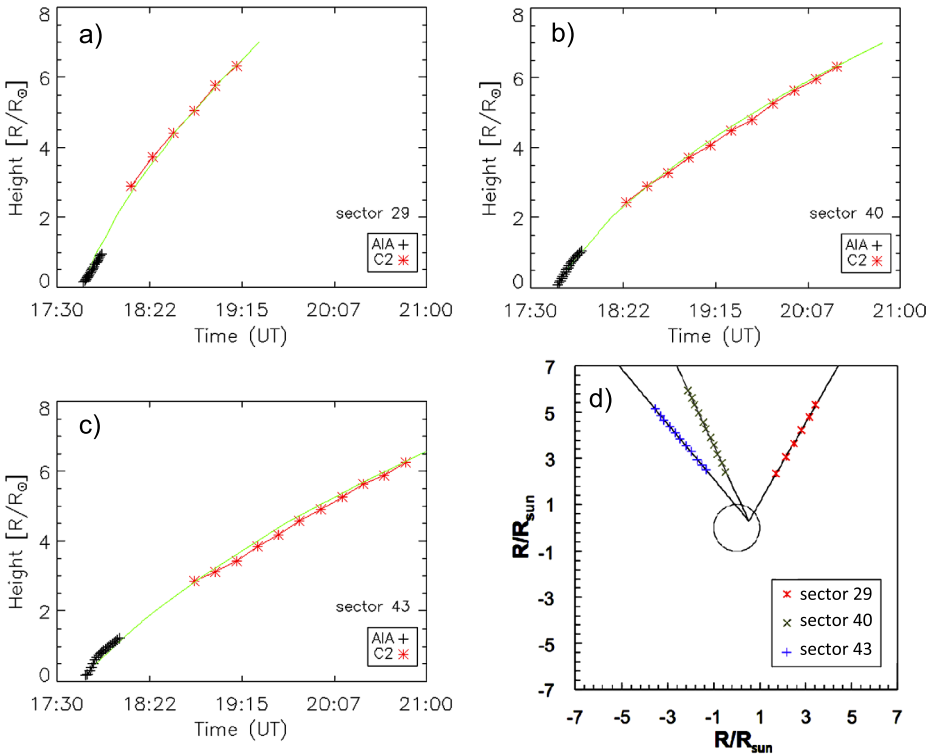 a)
8
6
4
2
0
Height [R/R☉]
sector 29
AIA +
C2 ✳
17:30 18:22 19:15 20:07 21:00
Time (UT)
b)
8
6
4
2
0
Height [R/R☉]
sector 40
AIA +
C2 ✳
17:30 18:22 19:15 20:07 21:00
Time (UT)
c)
8
6
4
2
0
Height [R/R☉]
sector 43
AIA +
C2 ✳
17:30 18:22 19:15 20:07 21:00
Time (UT)
d)
7
5
3
1
-1
-3
-5
-7
R/Rsun
sector 29
sector 40
sector 43
-7 -5 -3 -1 1 3 5 7
R/Rsun